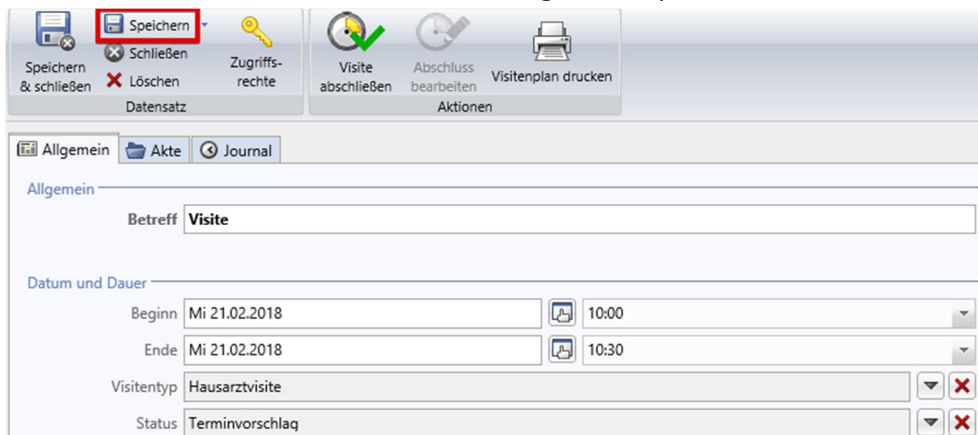 Speichern
& schließen
Speichern
Schließen
Löschen
Zugriffs-
rechte
Datensatz
Visite
abschließen
Abschluss
bearbeiten
Visitenplan drucken
Aktionen
Allgemein
Akte
Journal
Allgemein
Betreff Visite
Datum und Dauer
Beginn Mi 21.02.2018 10:00
Ende Mi 21.02.2018 10:30
Visitentyp Hausarztvisite
Status Terminvorschlag